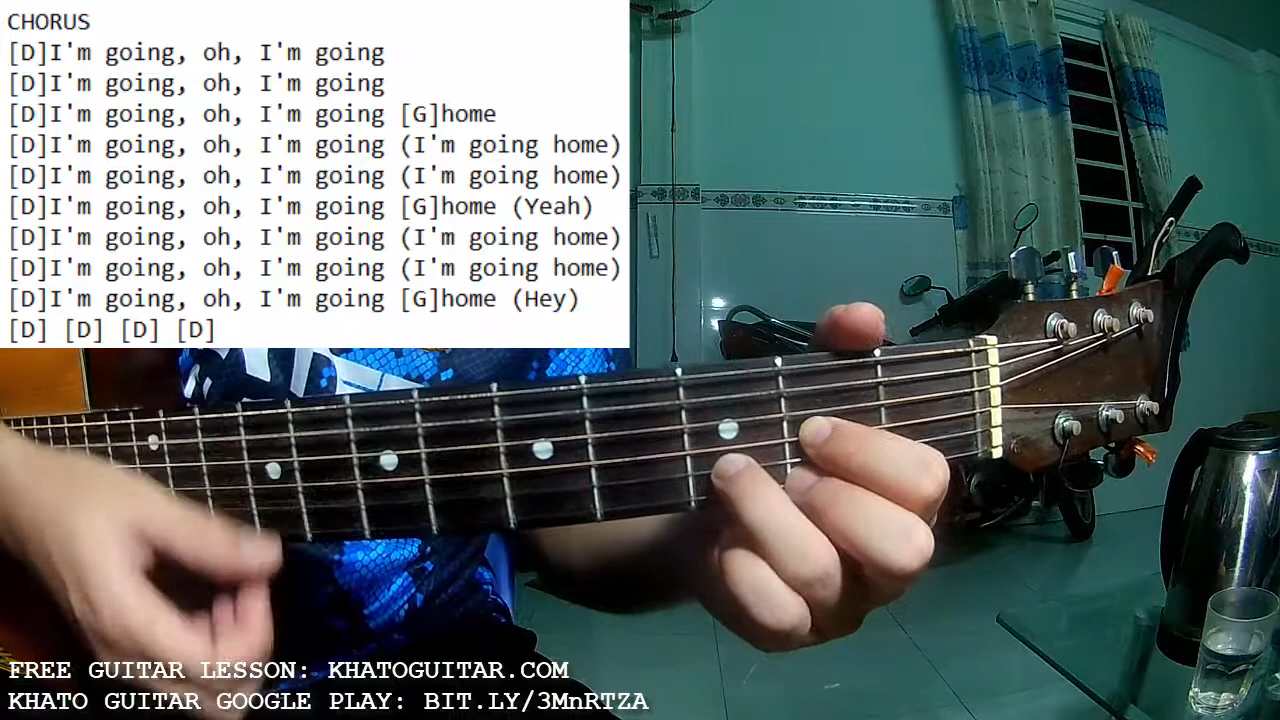 CHORUS
[D]I'm going, oh, I'm going
[D]I'm going, oh, I'm going
[D]I'm going, oh, I'm going [G]home
[D]I'm going, oh, I'm going (I'm going home)
[D]I'm going, oh, I'm going (I'm going home)
[D]I'm going, oh, I'm going [G]home (Yeah)
[D]I'm going, oh, I'm going (I'm going home)
[D]I'm going, oh, I'm going (I'm going home)
[D]I'm going, oh, I'm going [G]home (Hey)
[D] [D] [D] [D]
FREE GUITAR LESSON: KHATOGUITAR.COM
KHATO GUITAR GOOGLE PLAY: BIT.LY/3MnRTZA